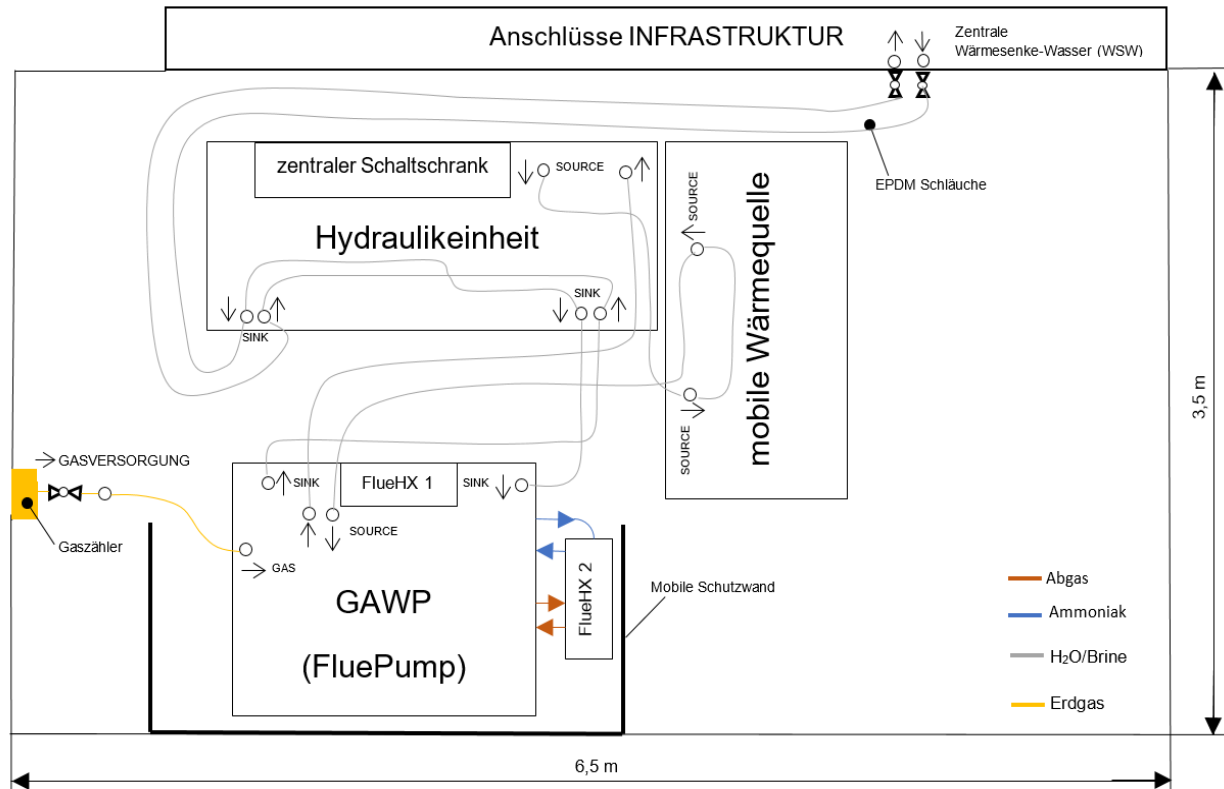 Anschlüsse INFRASTRUKTUR
Zentrale
Wärmesenke-Wasser (WSW)
zentraler Schaltschrank
SOURCE
Hydraulikeinheit
SINK
SINK
EPDM Schläuche
SOURCE
mobile Wärmequelle
SOURCE
3,5 m
GASVERSORGUNG
Gaszähler
SINK
FlueHX 1
SINK
SOURCE
GAS
GAWP
(FluePump)
FlueHX 2
Mobile Schutzwand
Abgas
Ammoniak
H₂O/Brine
Erdgas
6,5 m